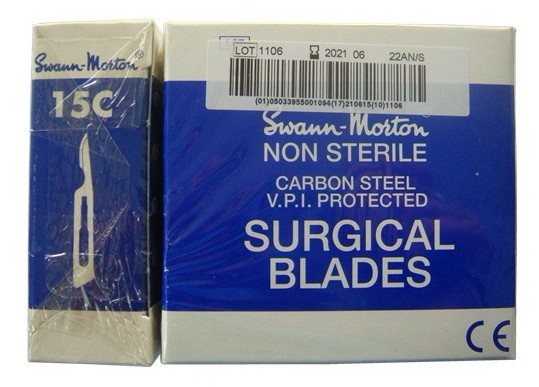 Swann-Morton®
15C
LOT 1106 2021 06 22AN/S
(01)05033955001094(17)210615(10)1106
Swann-Morton
NON STERILE
CARBON STEEL
V.P.I. PROTECTED
SURGICAL
BLADES
CE